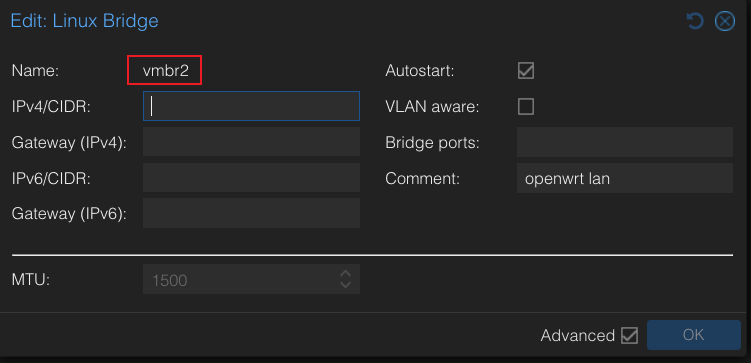 Edit: Linux Bridge
Name: vmbr2 Autostart:
IPv4/CIDR: VLAN aware:
Gateway (IPv4): Bridge ports:
IPv6/CIDR: Comment: openwrt lan
Gateway (IPv6):
MTU: 1500
Advanced OK